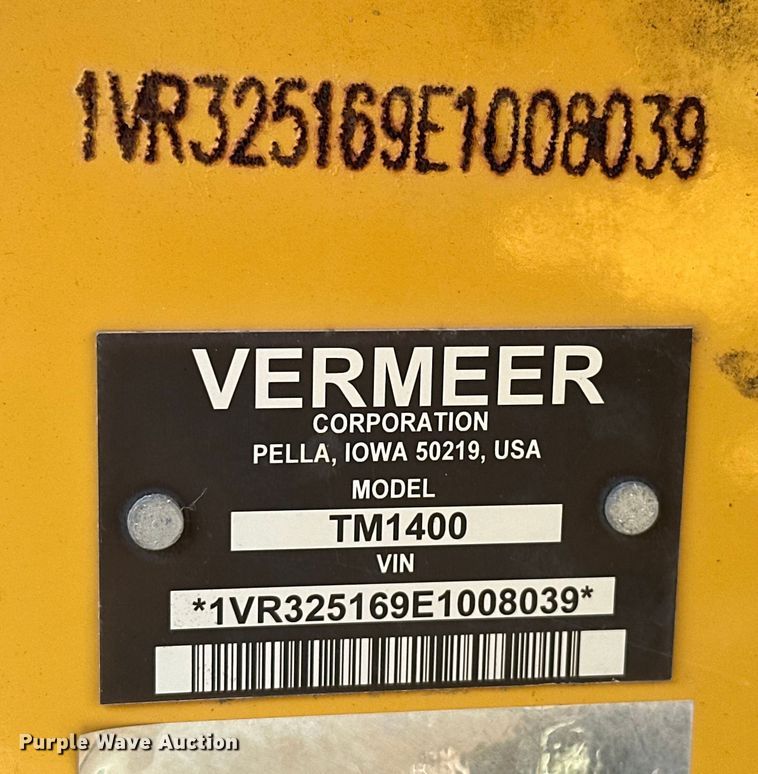 1VR325169E1008039
VERMEER
CORPORATION
PELLA, IOWA 50219, USA
MODEL
TM1400
VIN
*1VR325169E1008039*
Purple Wave Auction